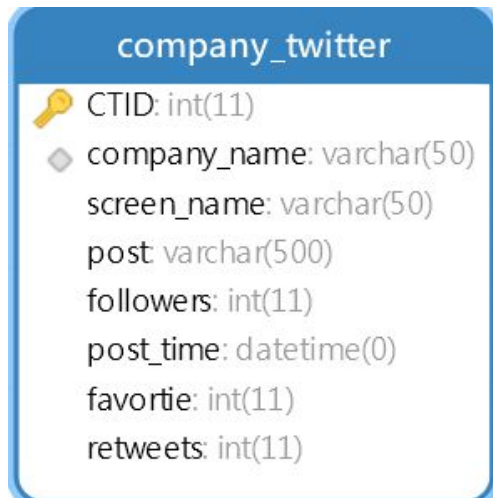 company_twitter
CTID: int(11)
company_name: varchar(50)
screen_name: varchar(50)
post: varchar(500)
followers: int(11)
post_time: datetime(0)
favortie: int(11)
retweets: int(11)